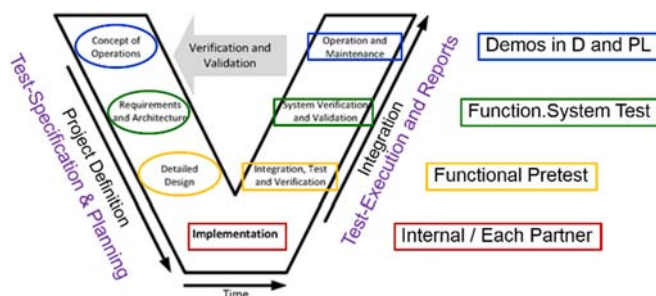 Concept of
Operations
Verification and
Validation
Operation and
Maintenance
Demos in D and PL
Requirements
and Architecture
System Verification
and Validation
Function.System Test
Detailed
Design
Integration, Test
and Verification
Functional Pretest
Implementation
Internal / Each Partner
Project Definition
Test-Specification & Planning
Integration
Test-Execution and Reports
Time